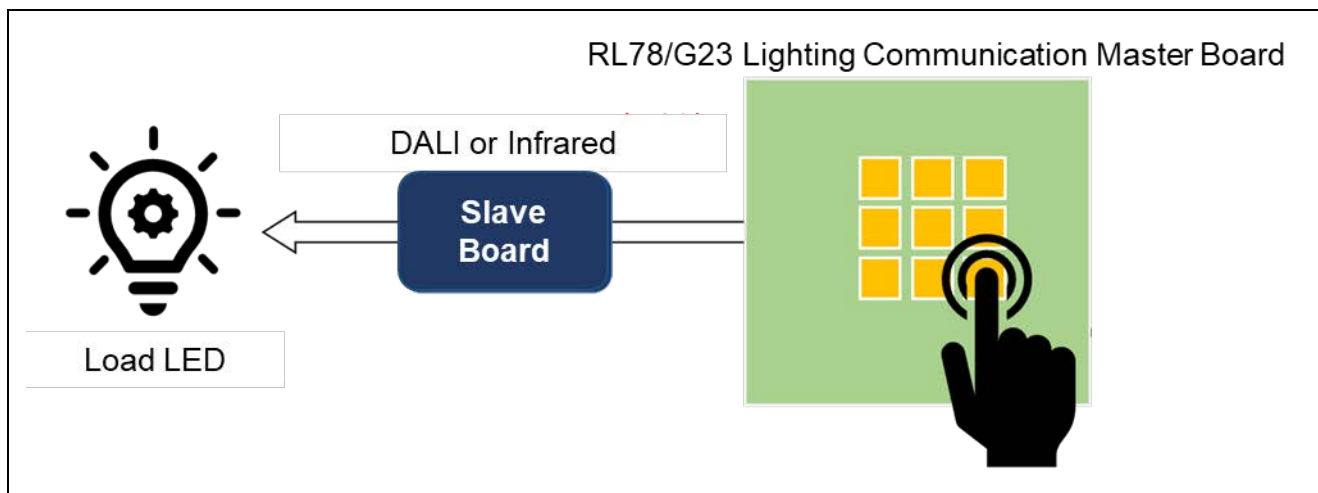 RL78/G23 Lighting Communication Master Board
DALI or Infrared
Slave
Board
Load LED